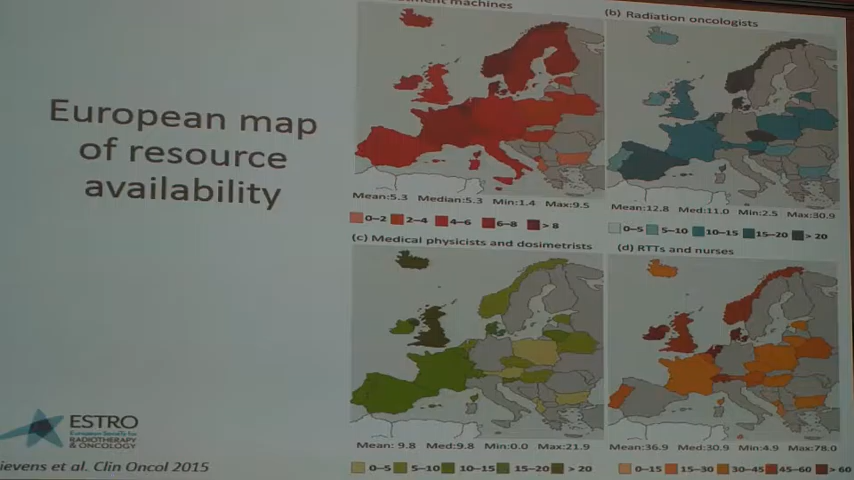 European map
of resource
availability
ESTRO
European Society for
RADIOTHERAPY
& ONCOLOGY
ievens et al. Clin Oncol 2015
machines
Mean:5.3 Median:5.3 Min:1.4 Max:9.5
0–2 2–4 4–6 6–8 > 8
(b) Radiation oncologists
Mean:12.8 Med:11.0 Min:2.5 Max:30.9
0–5 5–10 10–15 15–20 > 20
(c) Medical physicists and dosimetrists
Mean: 9.8 Med:9.8 Min:0.0 Max:21.9
0–5 5–10 10–15 15–20 > 20
(d) RTTs and nurses
Mean:36.9 Med:30.9 Min:4.9 Max:78.0
0–15 15–30 30–45 45–60 > 60